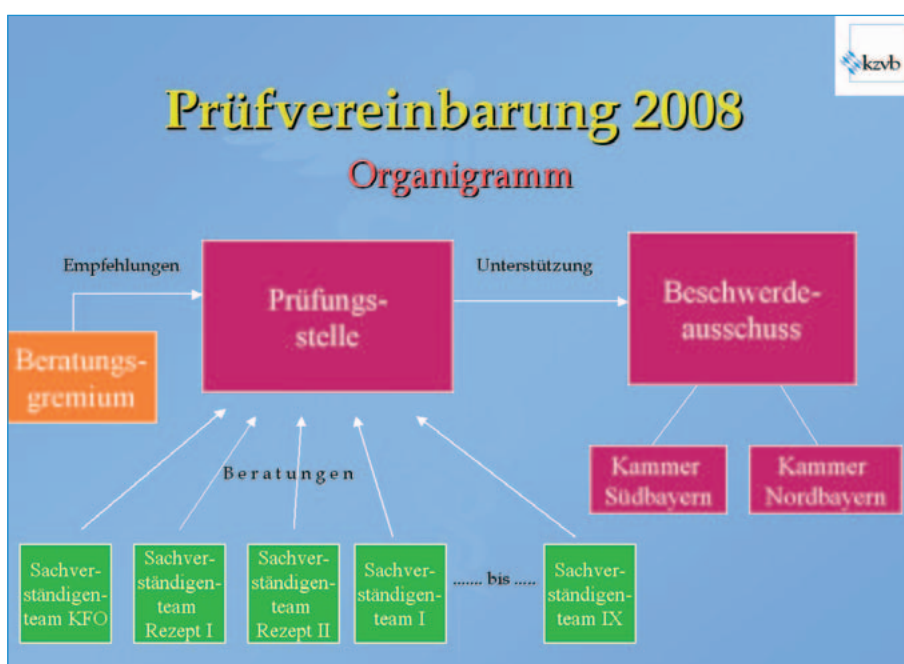 kzvb
Prüfvereinbarung 2008
Organigramm
Empfehlungen
Prüfungs-
stelle
Unterstützung
Beschwerde-
ausschuss
Beratungs-
gremium
Kammer
Südbayern
Kammer
Nordbayern
Beratungen
Sachver-
ständigen-
team KFO
Sachver-
ständigen-
team
Rezept I
Sachver-
ständigen-
team
Rezept II
Sachver-
ständigen-
team I
....... bis .....
Sachver-
ständigen-
team IX